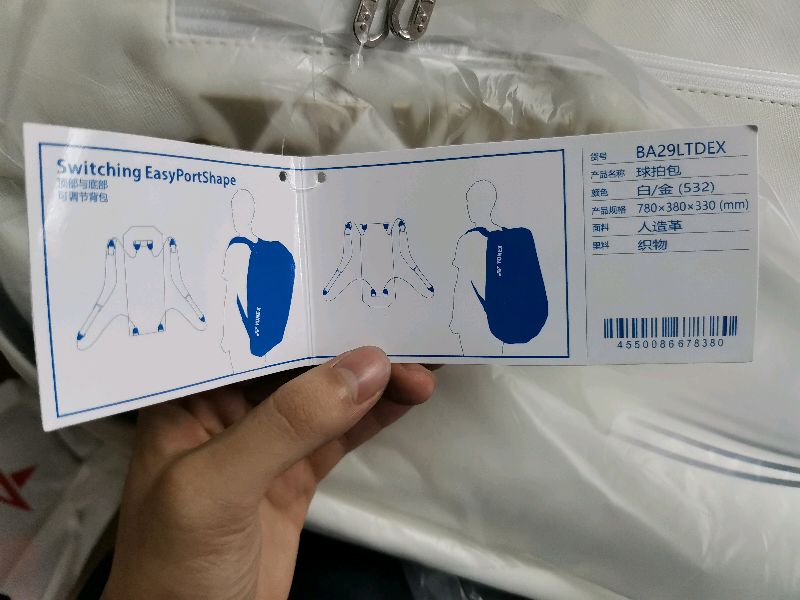 Switching EasyPortShape
顶部与底部
可调节背包
YONEX
YONEX
货号 BA29LTDEX
产品名称 球拍包
颜色 白/金 (532)
产品规格 780×380×330 (mm)
面料 人造革
里料 织物
4550086678380